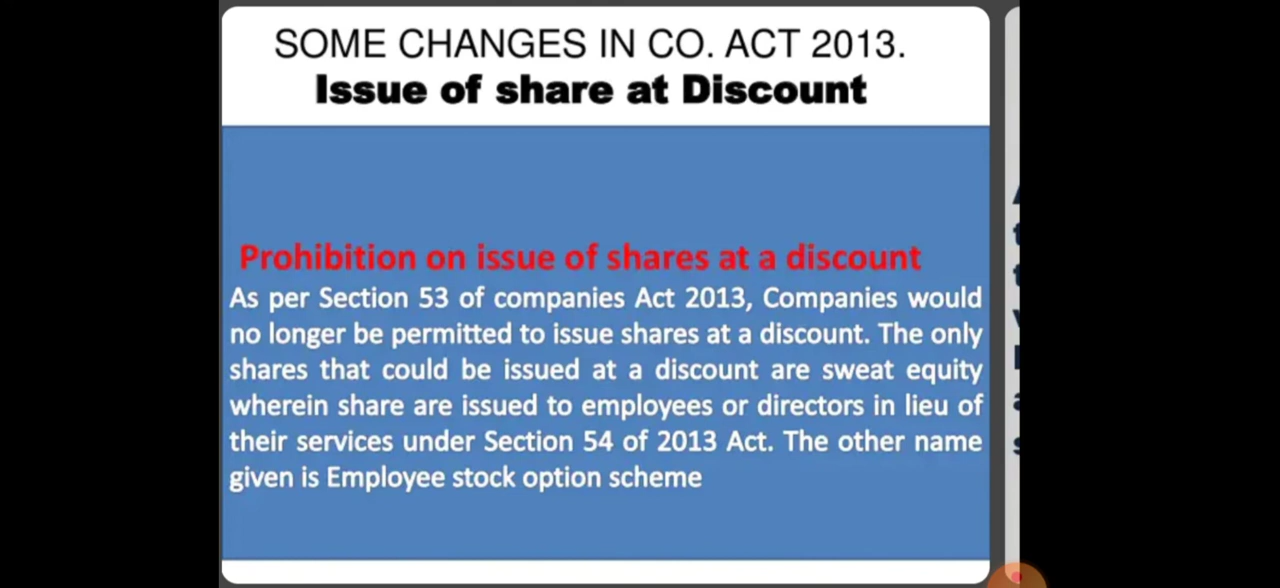 SOME CHANGES IN CO. ACT 2013.
Issue of share at Discount
Prohibition on issue of shares at a discount
As per Section 53 of companies Act 2013, Companies would
no longer be permitted to issue shares at a discount. The only
shares that could be issued at a discount are sweat equity
wherein share are issued to employees or directors in lieu of
their services under Section 54 of 2013 Act. The other name
given is Employee stock option scheme